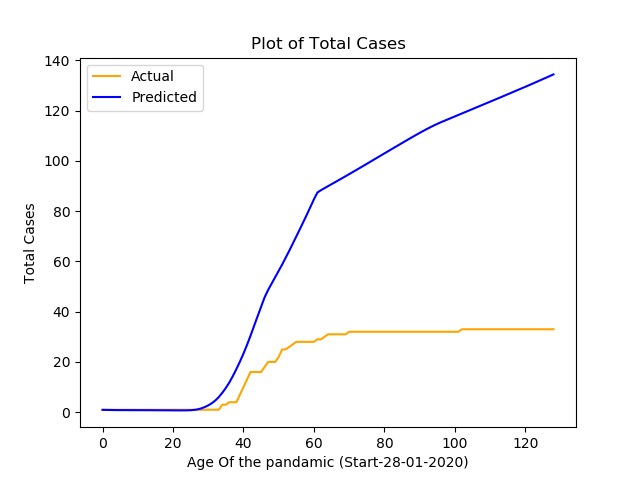 Plot of Total Cases
Actual
Predicted
Total Cases
140
120
100
80
60
40
20
0
0 20 40 60 80 100 120
Age Of the pandamic (Start-28-01-2020)